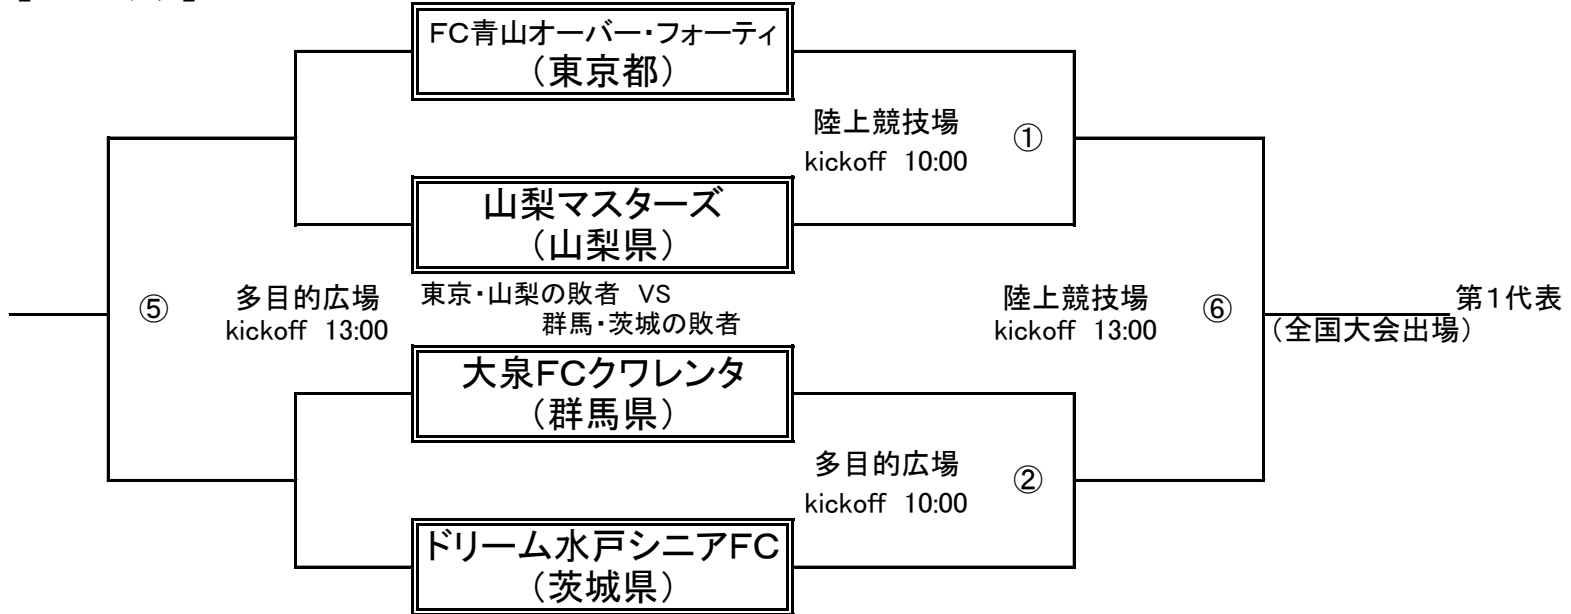 FC青山オーバー・フォーティ
（東京都）
陸上競技場
kickoff 10:00
①
山梨マスターズ
（山梨県）
⑤
多目的広場
kickoff 13:00
東京・山梨の敗者 VS
群馬・茨城の敗者
陸上競技場
kickoff 13:00
⑥
第１代表
（全国大会出場）
大泉FCクワレンタ
（群馬県）
多目的広場
kickoff 10:00
②
ドリーム水戸シニアFC
（茨城県）